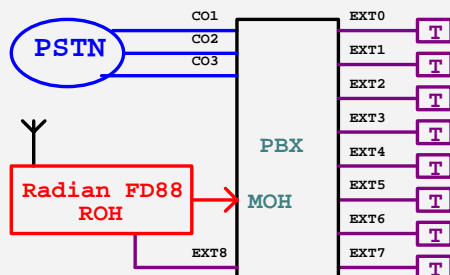 CO1
CO2
CO3
PSTN
EXT0
T
EXT1
T
EXT2
T
EXT3
T
EXT4
T
EXT5
T
EXT6
T
EXT7
T
PBX
MOH
Radian FD88
ROH
EXT8